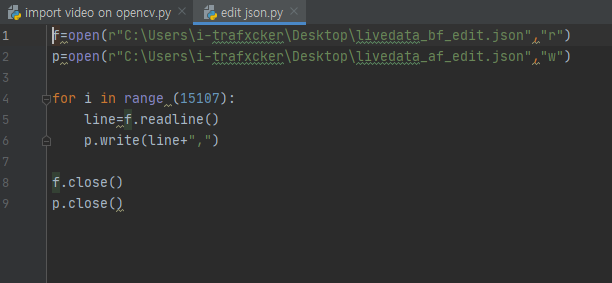 import video on opencv.py × edit json.py ×
1 f=open(r"C:\Users\i-trafxcker\Desktop\livedata_bf_edit.json","r")
2 p=open(r"C:\Users\i-trafxcker\Desktop\livedata_af_edit.json","w")
3
4 for i in range (15107):
5     line=f.readline()
6     p.write(line+",")
7
8 f.close()
9 p.close()